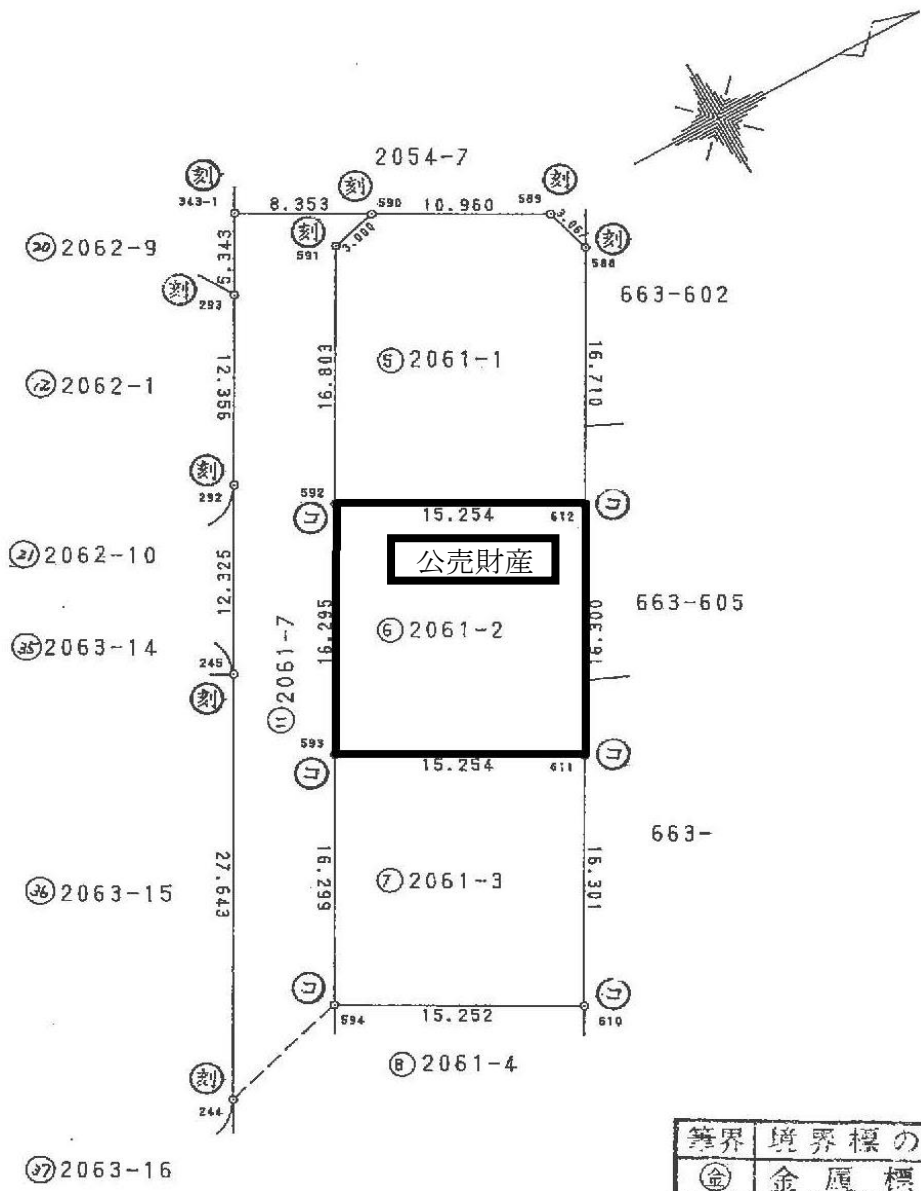 2054-7
刻 刻 刻
343-1 8.353 590 10.960 589
刻 591 3.000 3.06 刻 588
⑳2062-9
刻 293
663-602
⑤2061-1
⑫2062-1
12.356
16.803
16.710
刻
292
592 コ
15.254
612 コ
公売財産
㉑2062-10
12.325
16.295
16.300
663-605
⑥2061-2
㉟2063-14
245
刻
⑪2061-7
593
コ
15.254
611
コ
663-
㊱2063-15
27.643
16.299
⑦2061-3
16.301
コ
594
15.252
コ
610
⑧2061-4
刻
244
㊲2063-16
筆界 境界標の
金 金属標